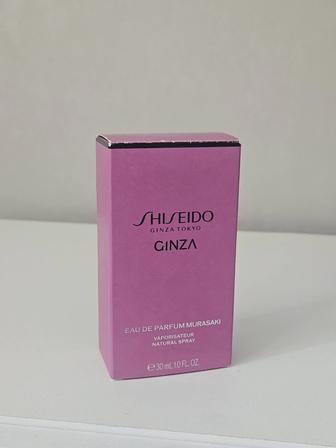 SHISEIDO
GINZA TOKYO
GINZA
EAU DE PARFUM MURASAKI
VAPORISATEUR
NATURAL SPRAY
℮30 mL 1.0 FL. OZ.